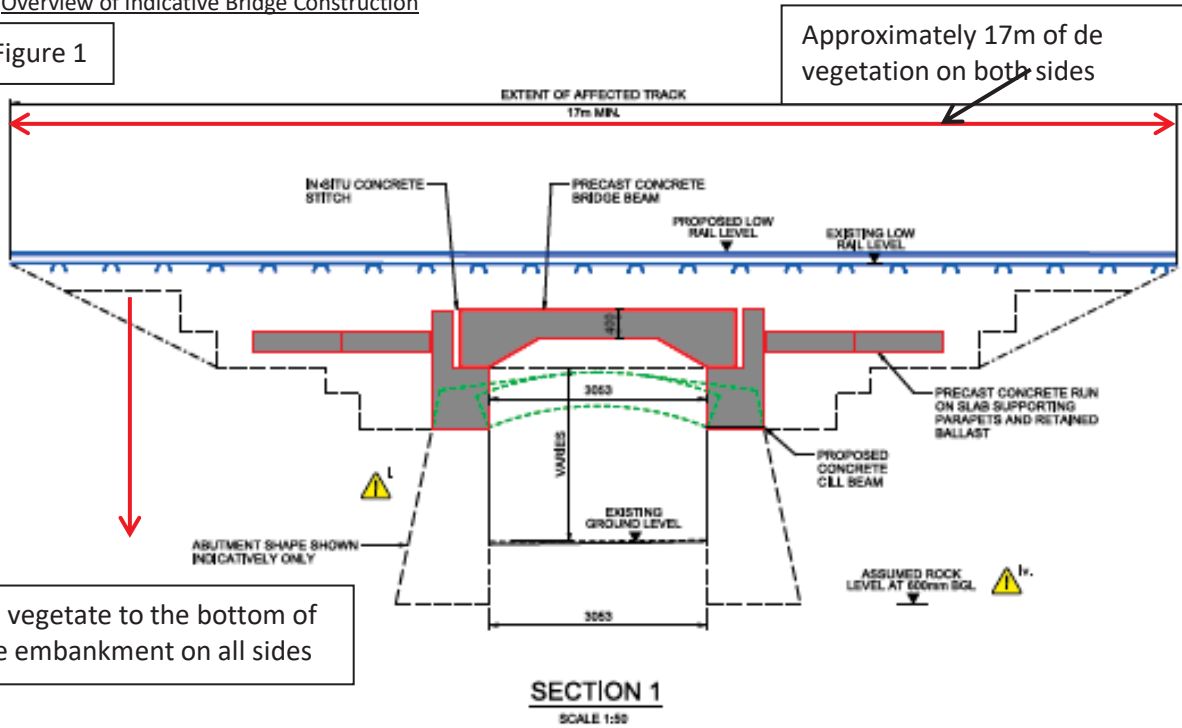 Overview of Indicative Bridge Construction
Figure 1
Approximately 17m of de
vegetation on both sides
EXTENT OF AFFECTED TRACK
17m MIN.
IN-SITU CONCRETE
STITCH
PRECAST CONCRETE
BRIDGE BEAM
PROPOSED LOW
RAIL LEVEL
EXISTING LOW
RAIL LEVEL
400
3053
VARIES
PRECAST CONCRETE RUN
ON SLAB SUPPORTING
PARAPETS AND RETAINED
BALLAST
PROPOSED
CONCRETE
CILL BEAM
EXISTING
GROUND LEVEL
ABUTMENT SHAPE SHOWN
INDICATIVELY ONLY
ASSUMED ROCK
LEVEL AT 600mm BGL
iv.
vegetate to the bottom of
e embankment on all sides
3053
SECTION 1
SCALE 1:50